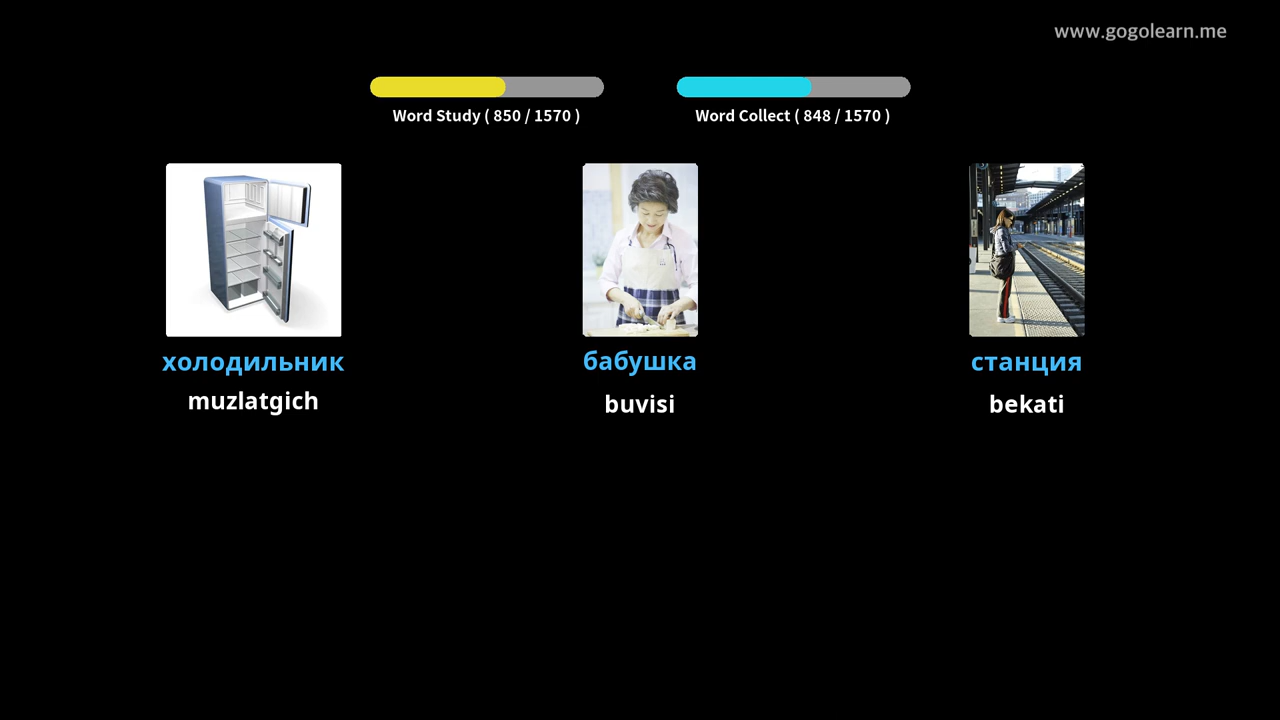 www.gogolearn.me
Word Study ( 850 / 1570 )
Word Collect ( 848 / 1570 )
холодильник
бабушка
станция
muzlatgich
buvisi
bekati